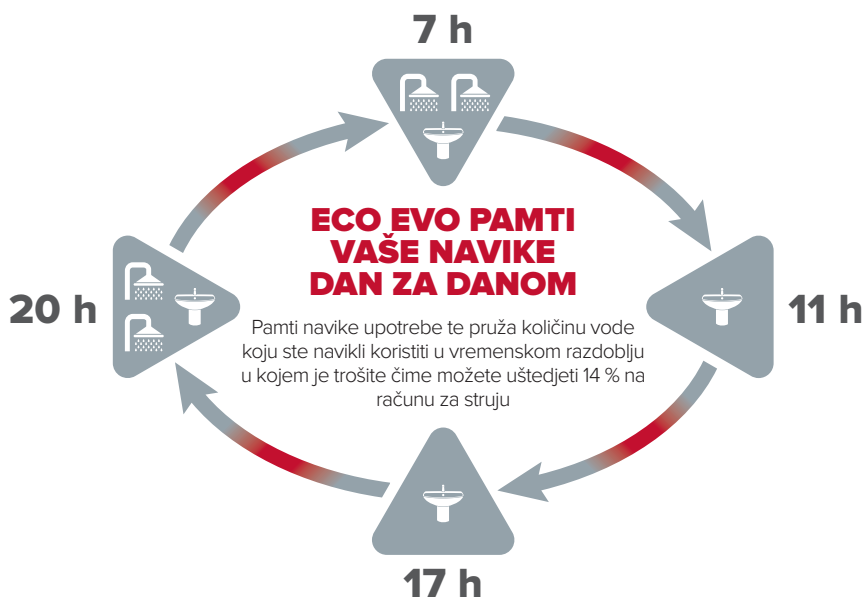 7 h
ECO EVO PAMTI
VAŠE NAVIKE
DAN ZA DANOM
20 h
11 h
Pamti navike upotrebe te pruža količinu vode
koju ste navikli koristiti u vremenskom razdoblju
u kojem je trošite čime možete uštedjeti 14 % na
računu za struju
17 h